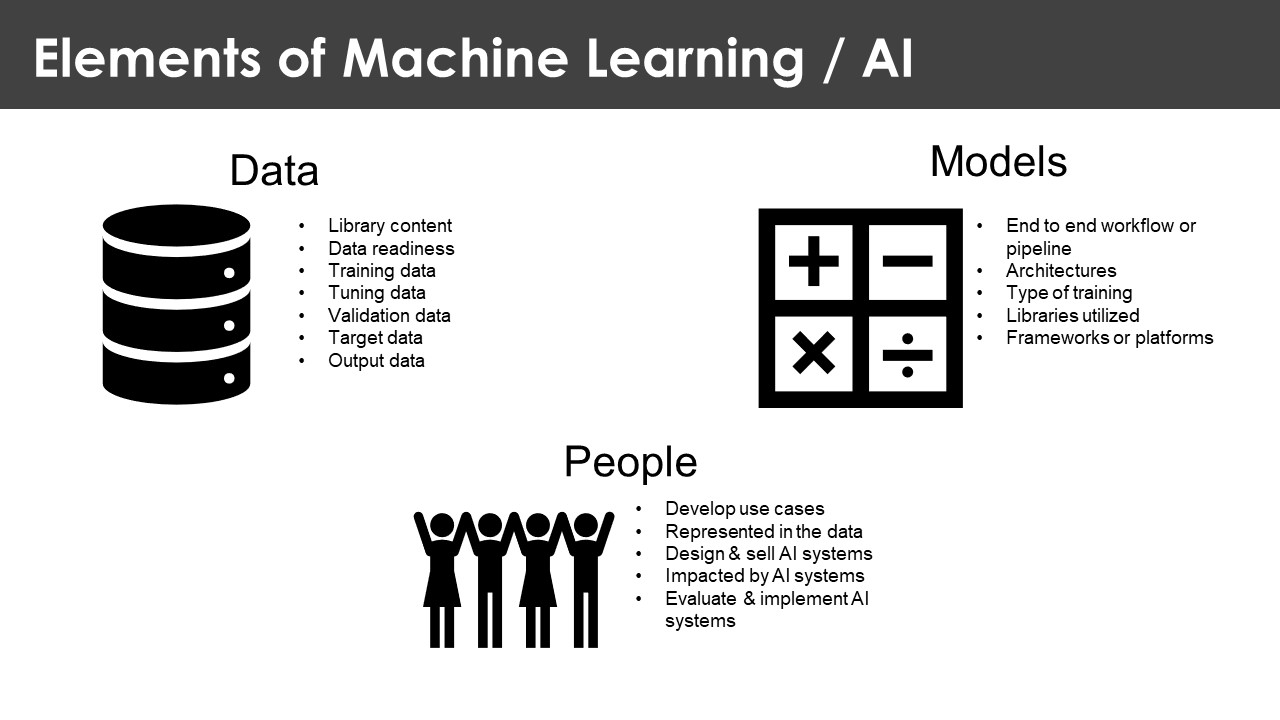 Elements of Machine Learning / AI
Data
• Library content
• Data readiness
• Training data
• Tuning data
• Validation data
• Target data
• Output data
Models
• End to end workflow or
pipeline
• Architectures
• Type of training
• Libraries utilized
• Frameworks or platforms
People
• Develop use cases
• Represented in the data
• Design & sell AI systems
• Impacted by AI systems
• Evaluate & implement AI
systems